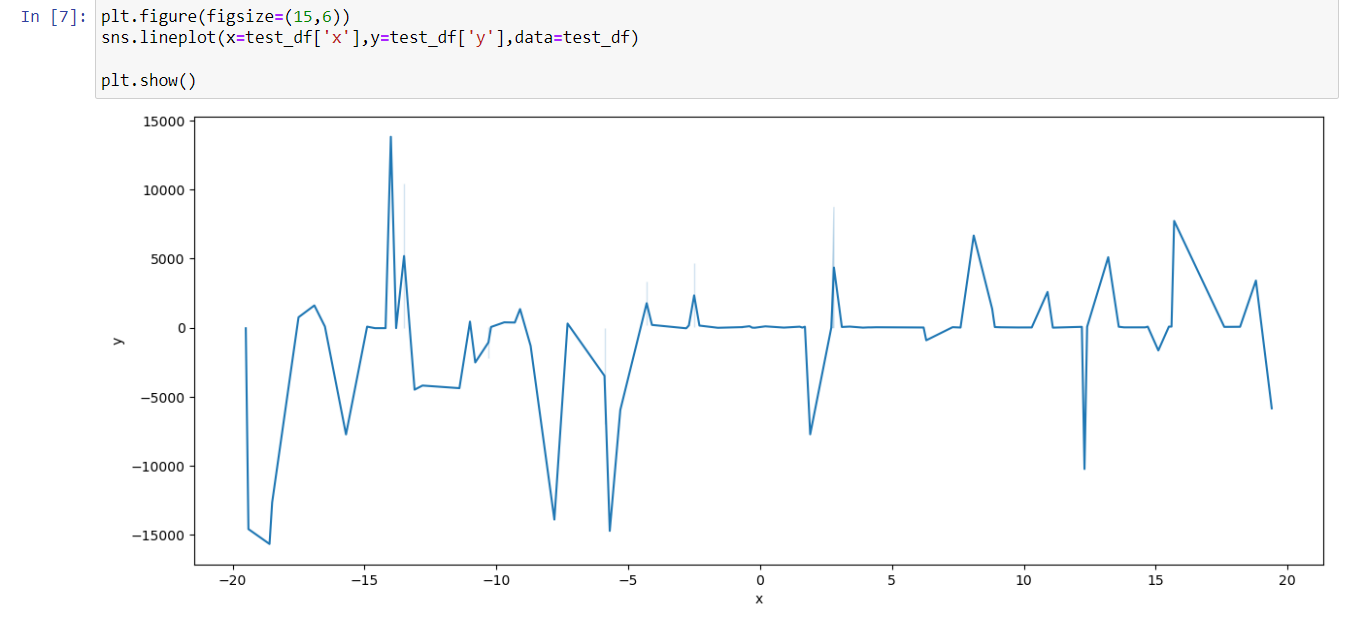 In [7]: plt.figure(figsize=(15,6))
sns.lineplot(x=test_df['x'],y=test_df['y'],data=test_df)
plt.show()
15000
10000
5000
0
−5000
−10000
−15000
y
−20 −15 −10 −5 0 5 10 15 20
x